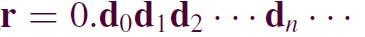 r = 0.d₀d₁d₂ ⋯ dₙ ⋯